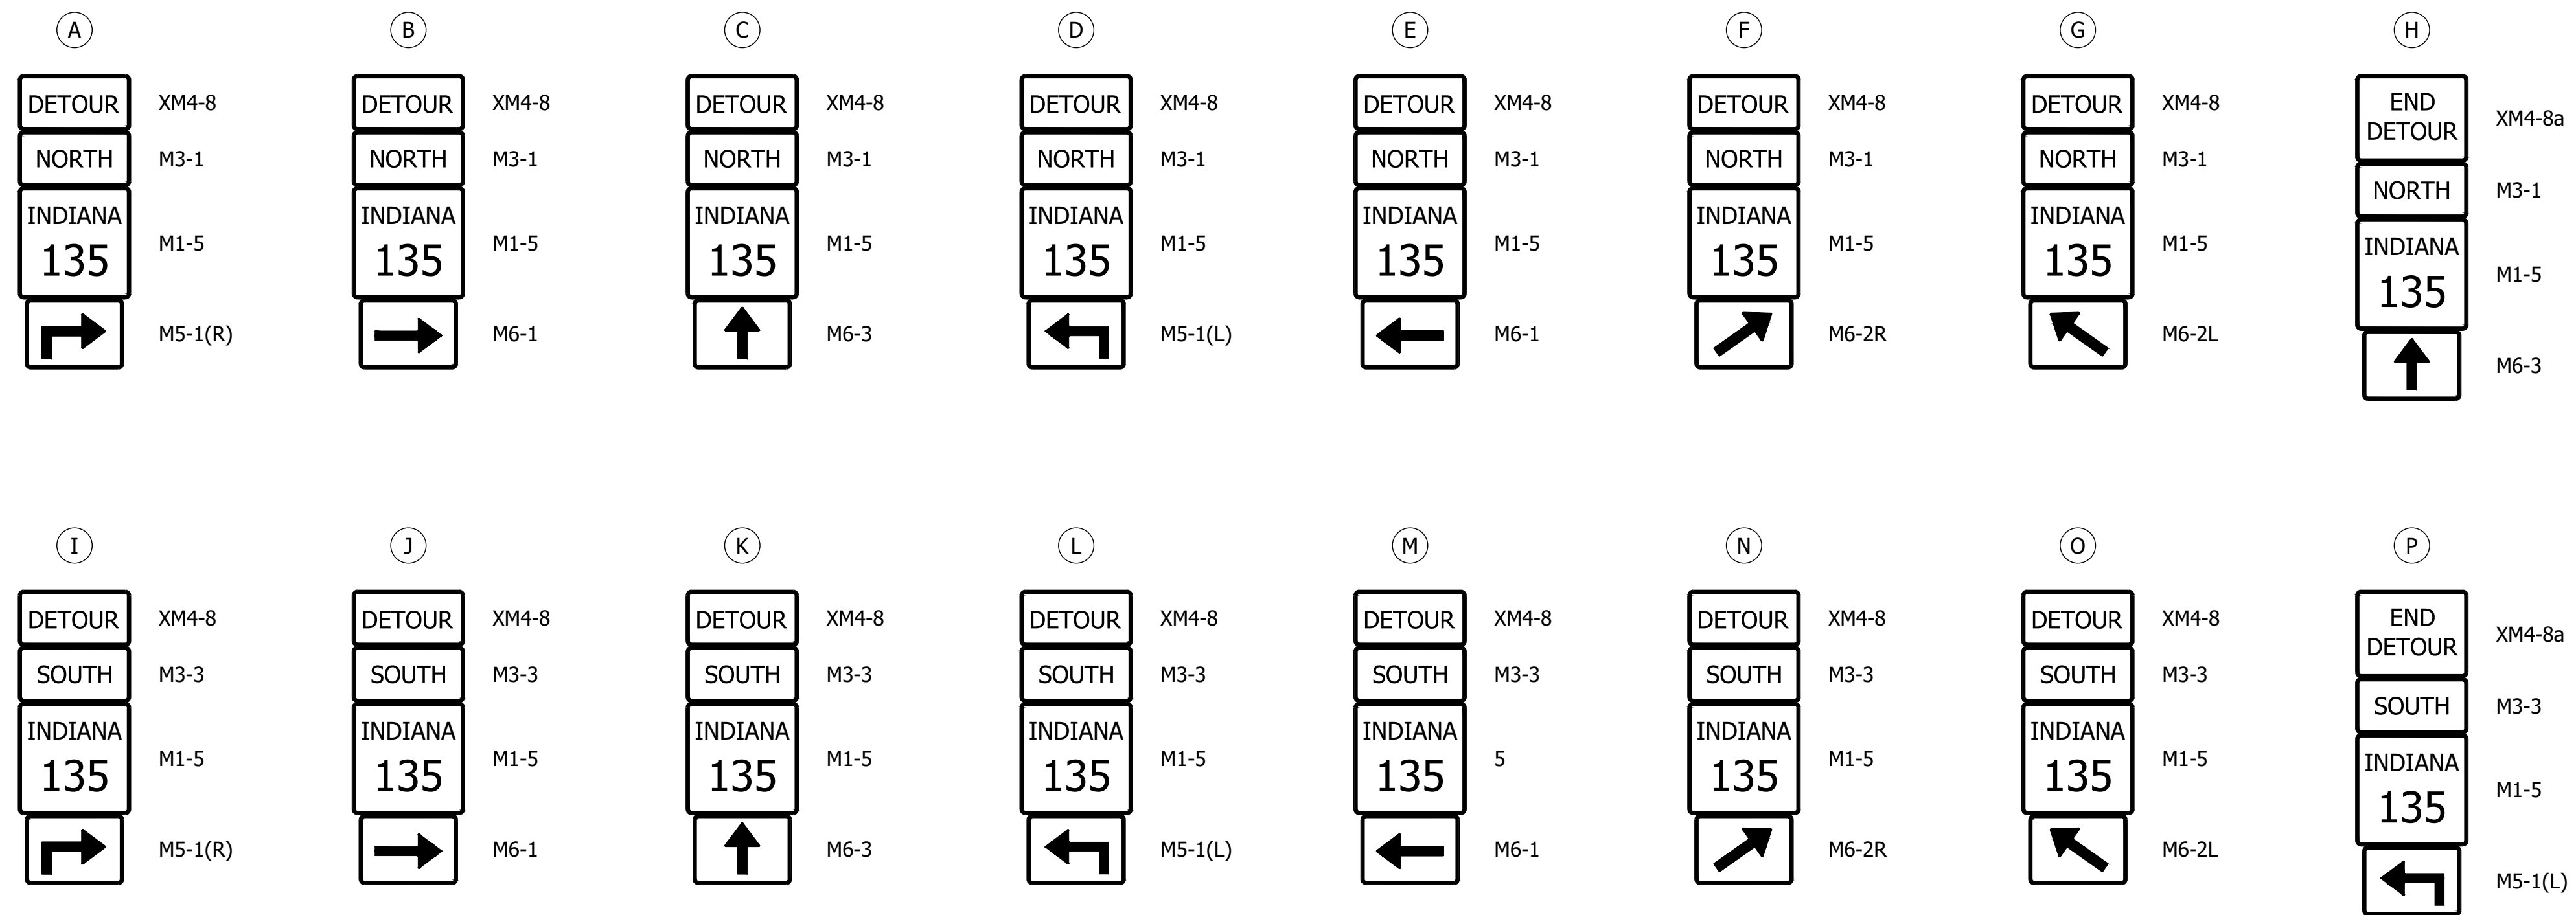 A B C D E F G H
DETOUR XM4-8 DETOUR XM4-8 DETOUR XM4-8 DETOUR XM4-8 DETOUR XM4-8 DETOUR XM4-8 DETOUR XM4-8 END DETOUR XM4-8a
NORTH M3-1 NORTH M3-1 NORTH M3-1 NORTH M3-1 NORTH M3-1 NORTH M3-1 NORTH M3-1 NORTH M3-1
INDIANA 135 M1-5 INDIANA 135 M1-5 INDIANA 135 M1-5 INDIANA 135 M1-5 INDIANA 135 M1-5 INDIANA 135 M1-5 INDIANA 135 M1-5 INDIANA 135 M1-5
M5-1(R) M6-1 M6-3 M5-1(L) M6-1 M6-2R M6-2L M6-3
I J K L M N O P
DETOUR XM4-8 DETOUR XM4-8 DETOUR XM4-8 DETOUR XM4-8 DETOUR XM4-8 DETOUR XM4-8 DETOUR XM4-8 END DETOUR XM4-8a
SOUTH M3-3 SOUTH M3-3 SOUTH M3-3 SOUTH M3-3 SOUTH M3-3 SOUTH M3-3 SOUTH M3-3 SOUTH M3-3
INDIANA 135 M1-5 INDIANA 135 M1-5 INDIANA 135 M1-5 INDIANA 135 M1-5 INDIANA 135 5 INDIANA 135 M1-5 INDIANA 135 M1-5 INDIANA 135 M1-5
M5-1(R) M6-1 M6-3 M5-1(L) M6-1 M6-2R M6-2L M5-1(L)